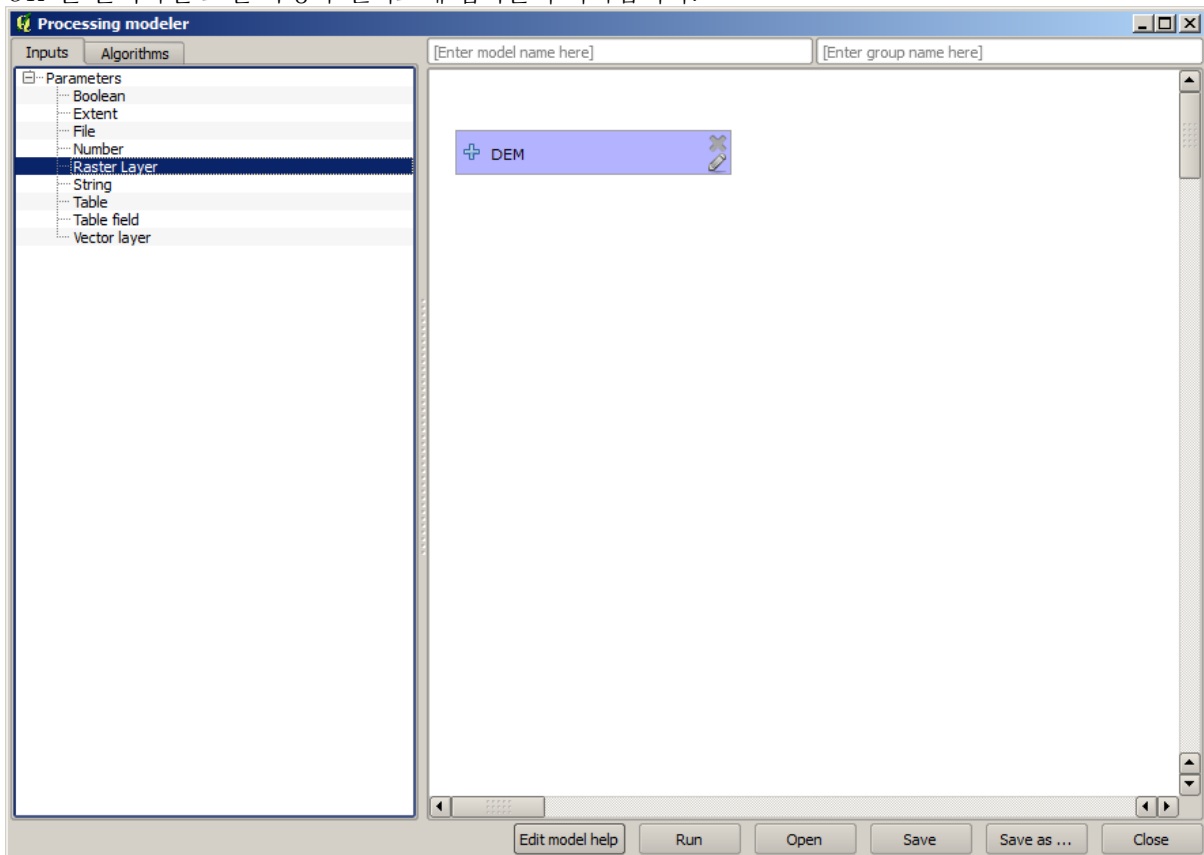 Processing modeler
Inputs Algorithms [Enter model name here] [Enter group name here]
Parameters
Boolean
Extent
File
Number
Raster Layer
String
Table
Table field
Vector layer
DEM
Edit model help Run Open Save Save as ... Close